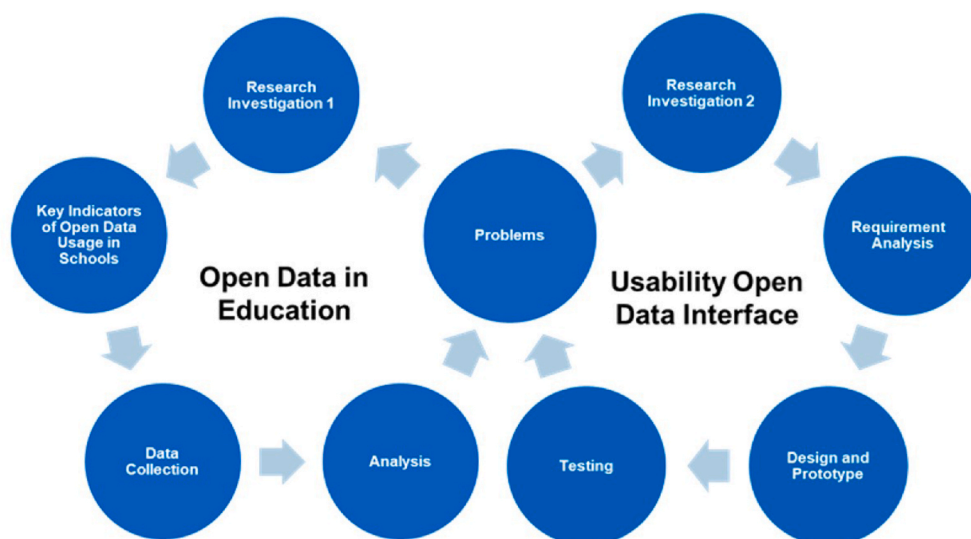 Research
Investigation 1
Research
Investigation 2
Key Indicators
of Open Data
Usage in
Schools
Problems
Requirement
Analysis
Open Data in
Education
Usability Open
Data Interface
Data
Collection
Analysis
Testing
Design and
Prototype